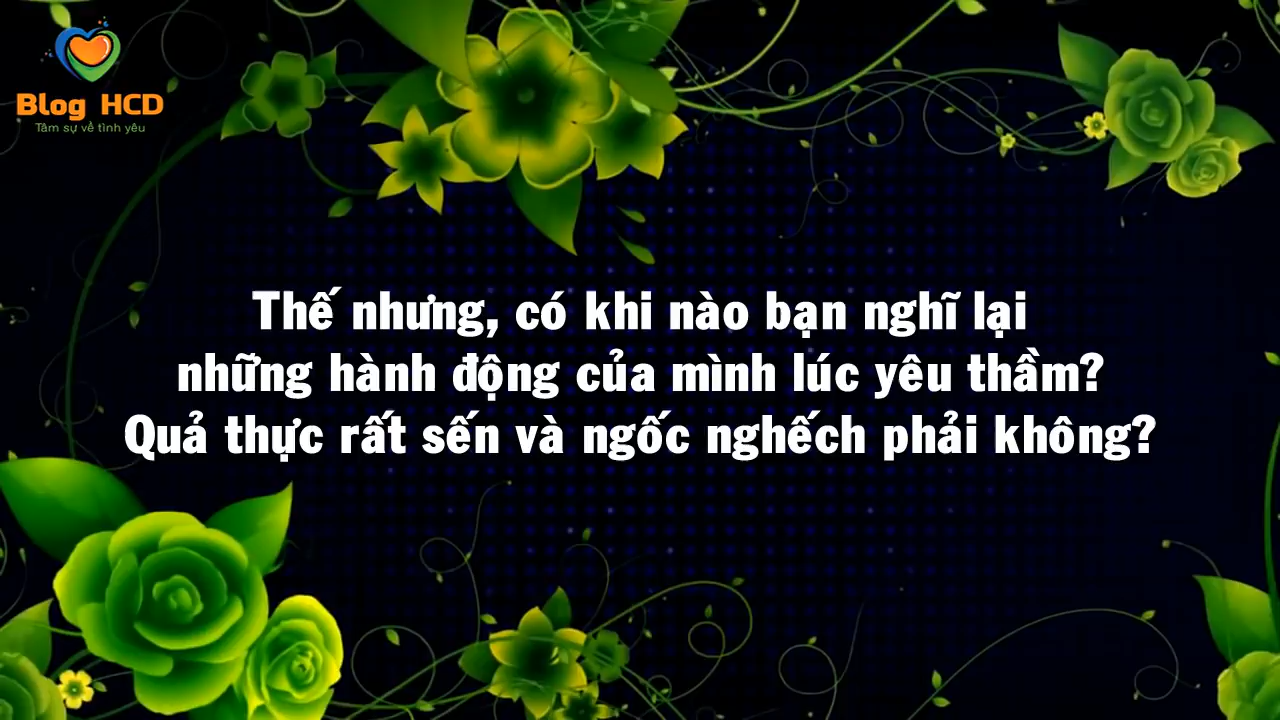 Blog HCD
Tâm sự về tình yêu
Thế nhưng, có khi nào bạn nghĩ lại
những hành động của mình lúc yêu thầm?
Quả thực rất sến và ngốc nghếch phải không?